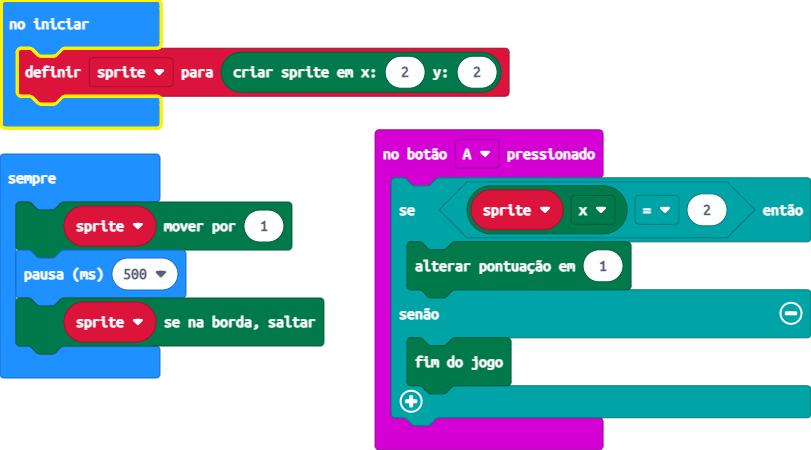 no iniciar
definir sprite para criar sprite em x: 2 y: 2
sempre
sprite mover por 1
pausa (ms) 500
sprite se na borda, saltar
no botão A pressionado
se sprite x = 2 então
alterar pontuação em 1
senão
fim do jogo